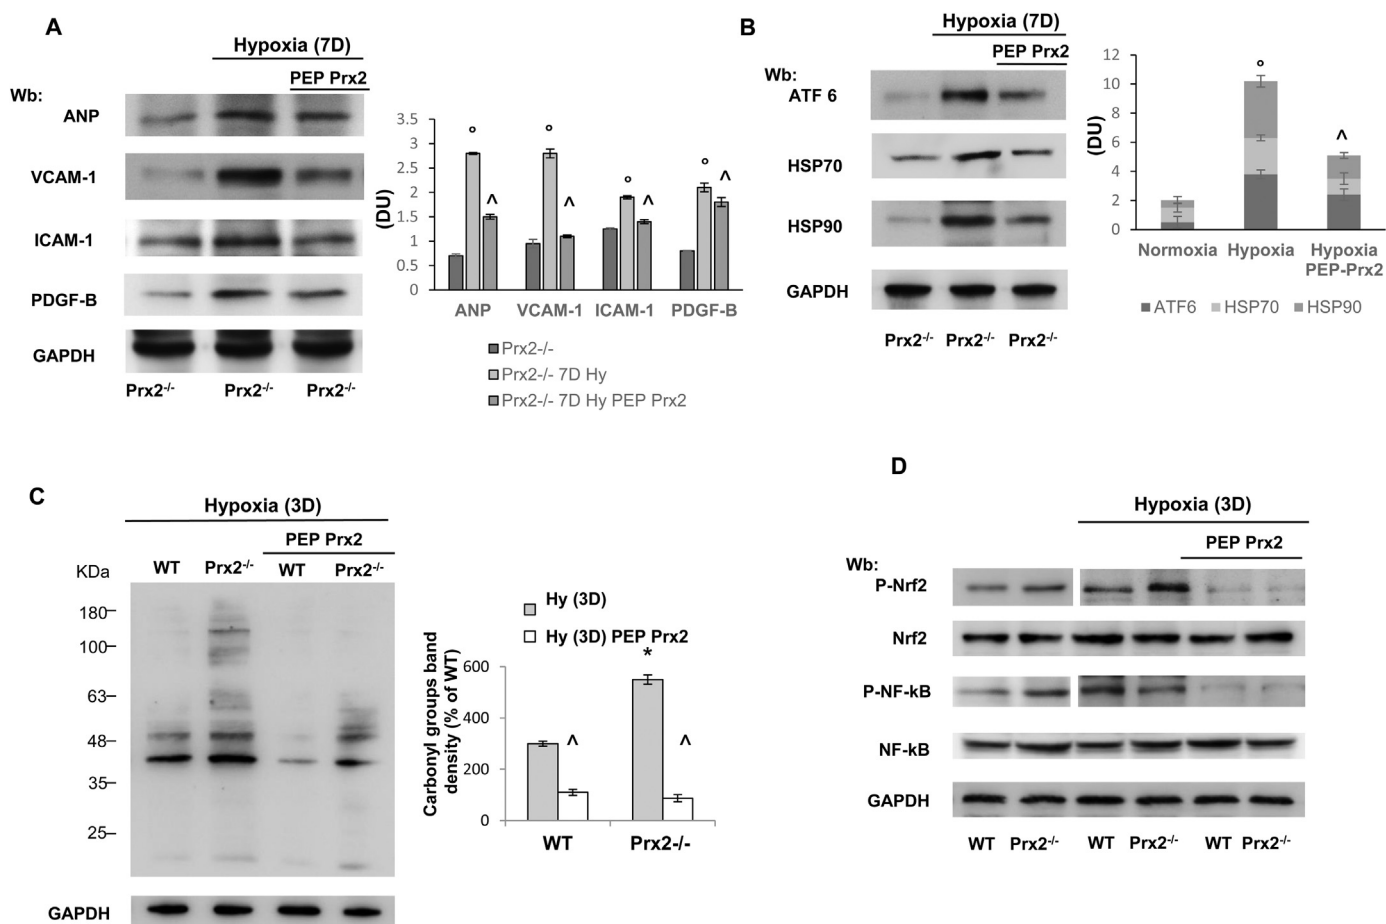 A
Hypoxia (7D)
PEP Prx2
Wb:
ANP
VCAM-1
ICAM-1
PDGF-B
GAPDH
Prx2-/- Prx2-/- Prx2-/-
(DU)
3.5
3
2.5
2
1.5
1
0.5
0
° ^ ° ^ ° ^ ° ^
ANP VCAM-1 ICAM-1 PDGF-B
Prx2-/-
Prx2-/- 7D Hy
Prx2-/- 7D Hy PEP Prx2
B
Hypoxia (7D)
PEP Prx2
Wb:
ATF 6
HSP70
HSP90
GAPDH
Prx2-/- Prx2-/- Prx2-/-
(DU)
12
10
8
6
4
2
0
° ^
Normoxia Hypoxia Hypoxia
PEP-Prx2
ATF6 HSP70 HSP90
C
Hypoxia (3D)
PEP Prx2
WT Prx2-/- WT Prx2-/-
KDa
180
100
63
48
35
25
GAPDH
Hy (3D)
Hy (3D) PEP Prx2
Carbonyl groups band
density (% of WT)
600
400
200
0
^ * ^
WT Prx2-/-
D
Hypoxia (3D)
PEP Prx2
Wb:
P-Nrf2
Nrf2
P-NF-kB
NF-kB
GAPDH
WT Prx2-/- WT Prx2-/- WT Prx2-/-